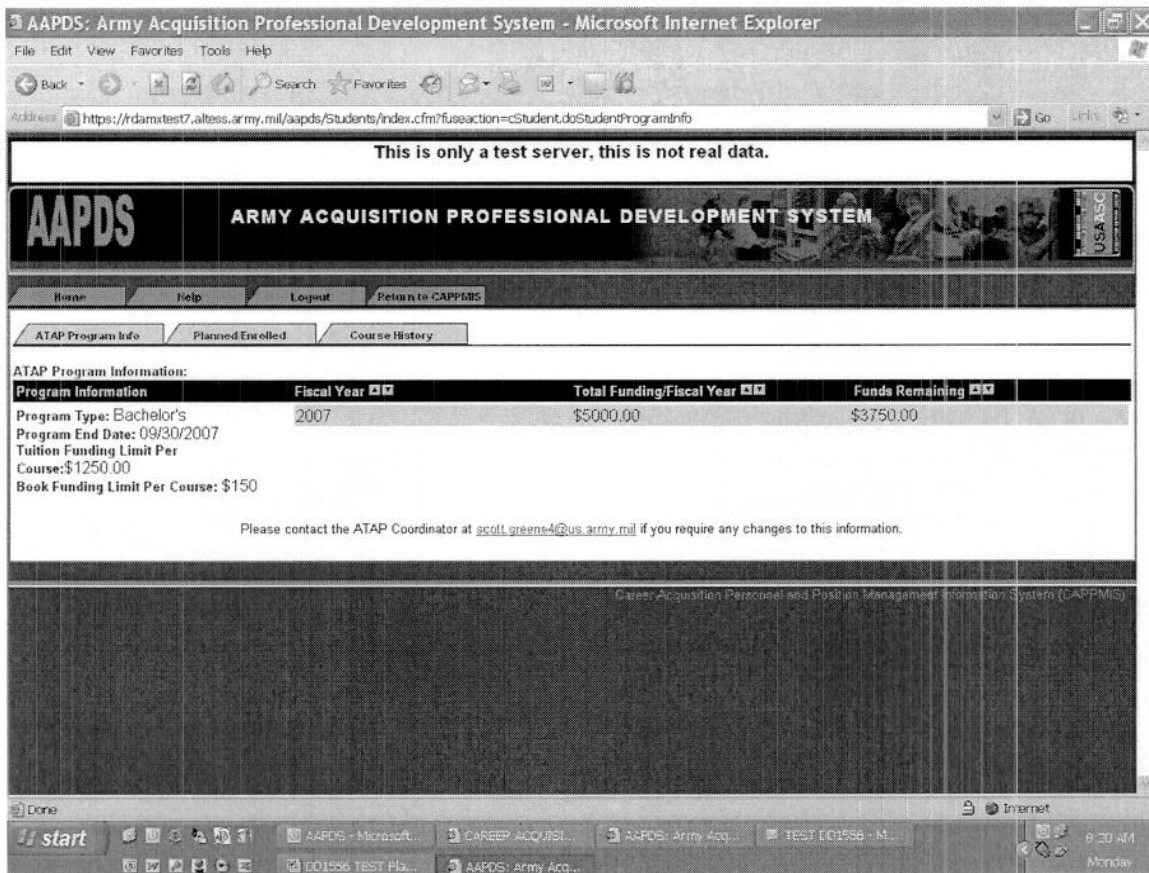 AAPDS: Army Acquisition Professional Development System - Microsoft Internet Explorer
File Edit View Favorites Tools Help
Back Search Favorites
Address https://rdamxtest7.altess.army.mil/aapds/Students/index.cfm?fuseaction=cStudent.doStudentProgramInfo Go Links
This is only a test server, this is not real data.
AAPDS ARMY ACQUISITION PROFESSIONAL DEVELOPMENT SYSTEM USAASC
Home Help Logout Return to CAPPMIS
ATAP Program Info Planned Enrolled Course History
ATAP Program Information:
Program Information Fiscal Year Total Funding/Fiscal Year Funds Remaining
Program Type: Bachelor's 2007 $5000.00 $3750.00
Program End Date: 09/30/2007
Tuition Funding Limit Per
Course:$1250.00
Book Funding Limit Per Course: $150
Please contact the ATAP Coordinator at scott.greene4@us.army.mil if you require any changes to this information.
Career Acquisition Personnel and Position Management Information System (CAPPMIS)
Done Internet
start AAPDS - Microsoft... CAREER ACQUISI... AAPDS: Army Acq... TEST DD1556 - M... 8:30 AM
DD1556 TEST Pla... AAPDS: Army Acq... Monday